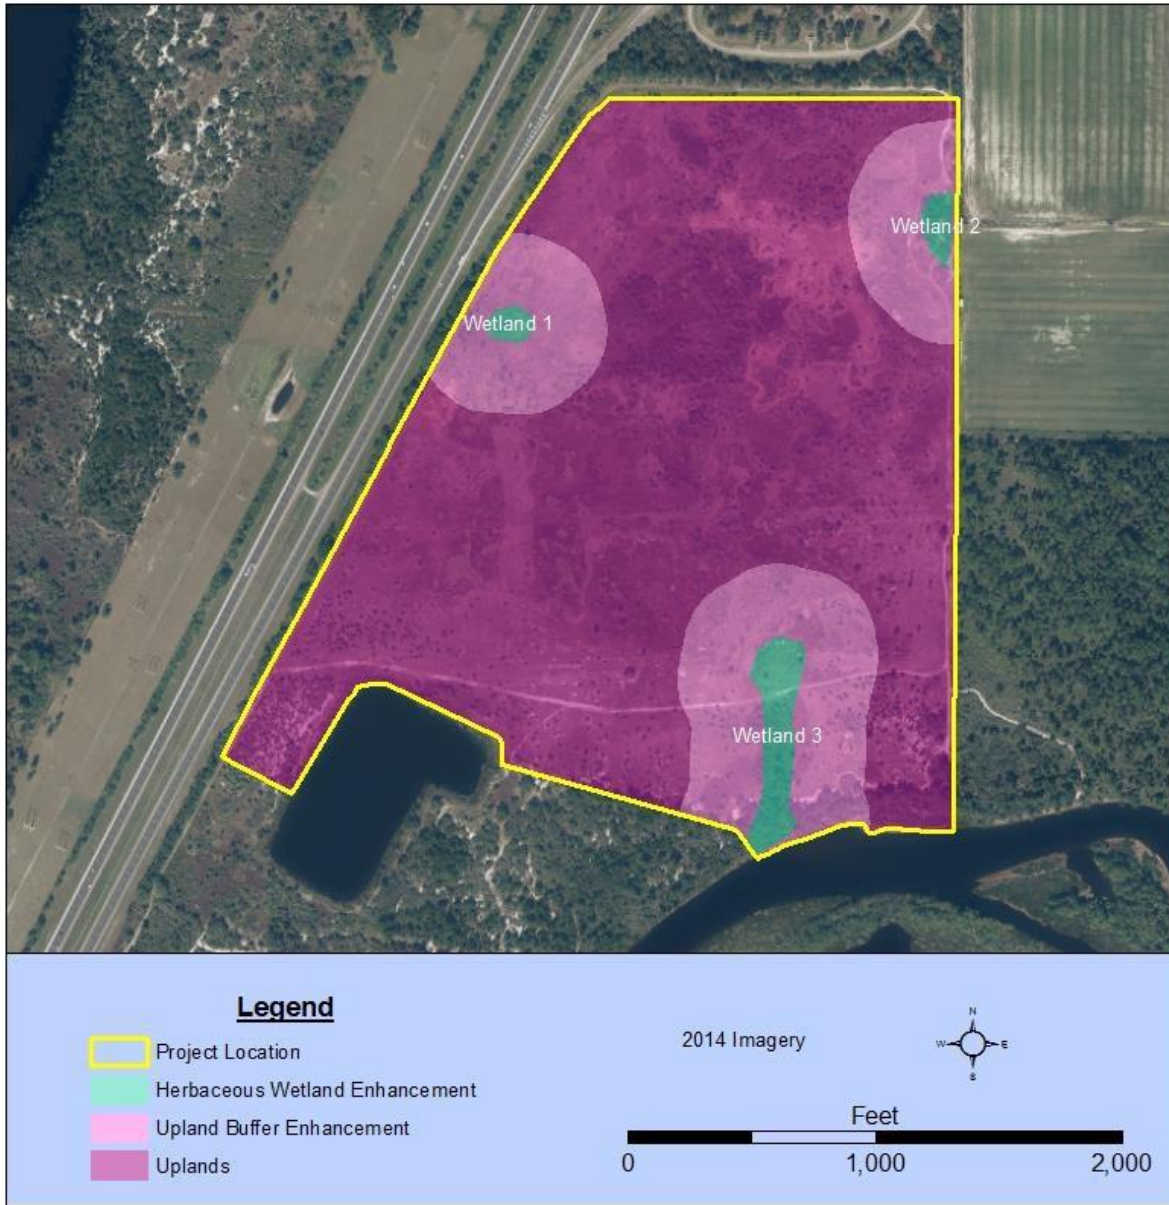 Wetland 2
Wetland 1
Wetland 3
Legend
Project Location
Herbaceous Wetland Enhancement
Upland Buffer Enhancement
Uplands
2014 Imagery
N
W E
S
Feet
0 1,000 2,000